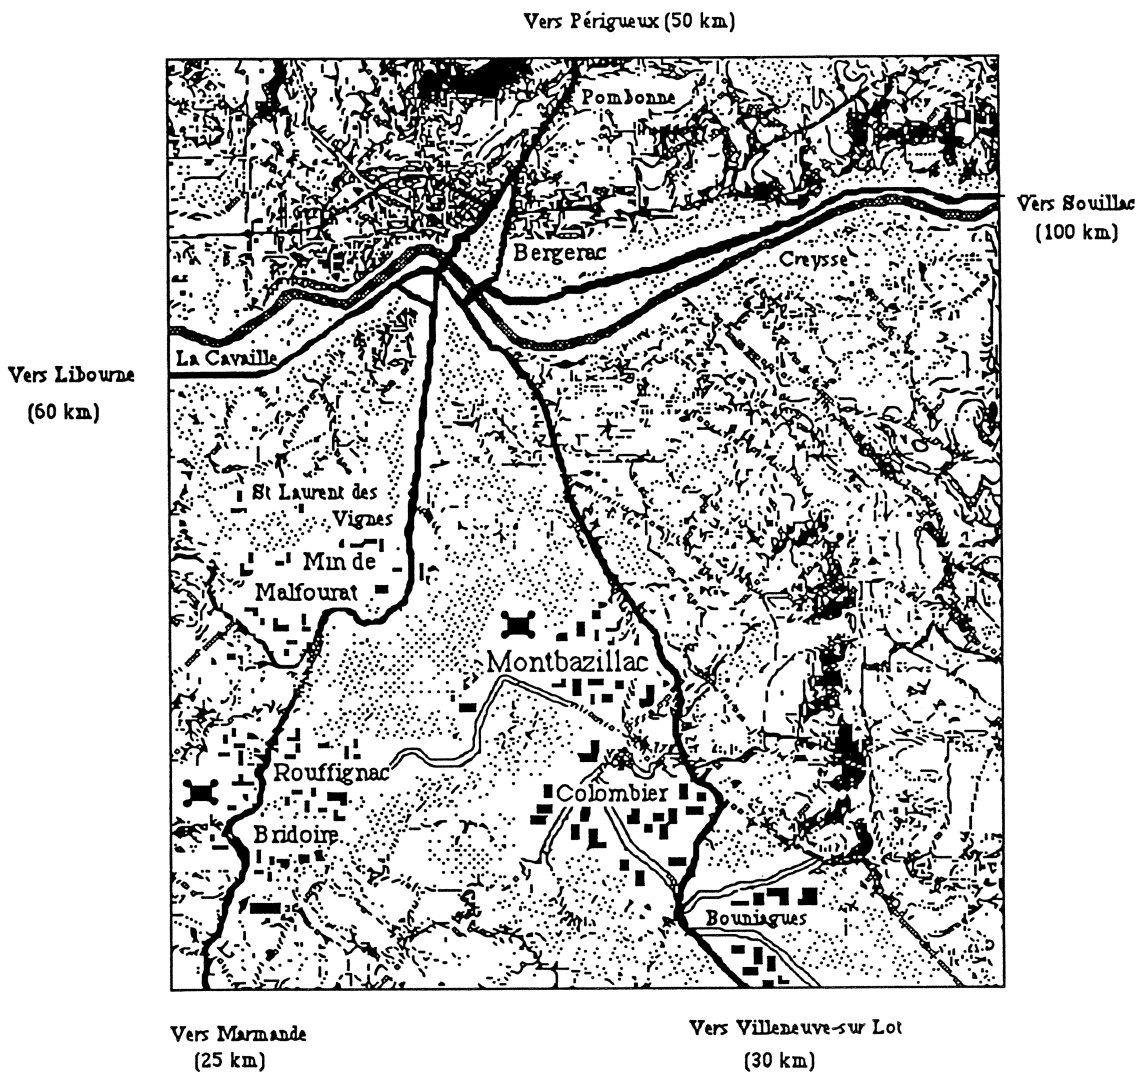 Vers Périgueux (50 km)
Pombonne
Vers Souillac
(100 km)
Bergerac
Creysse
La Cavaille
Vers Libourne
(60 km)
St Laurent des
Vignes
Min de
Malfourat
Montbazillac
Rouffignac
Colombier
Bridoire
Bouniagues
Vers Marmande
(25 km)
Vers Villeneuve-sur Lot
(30 km)